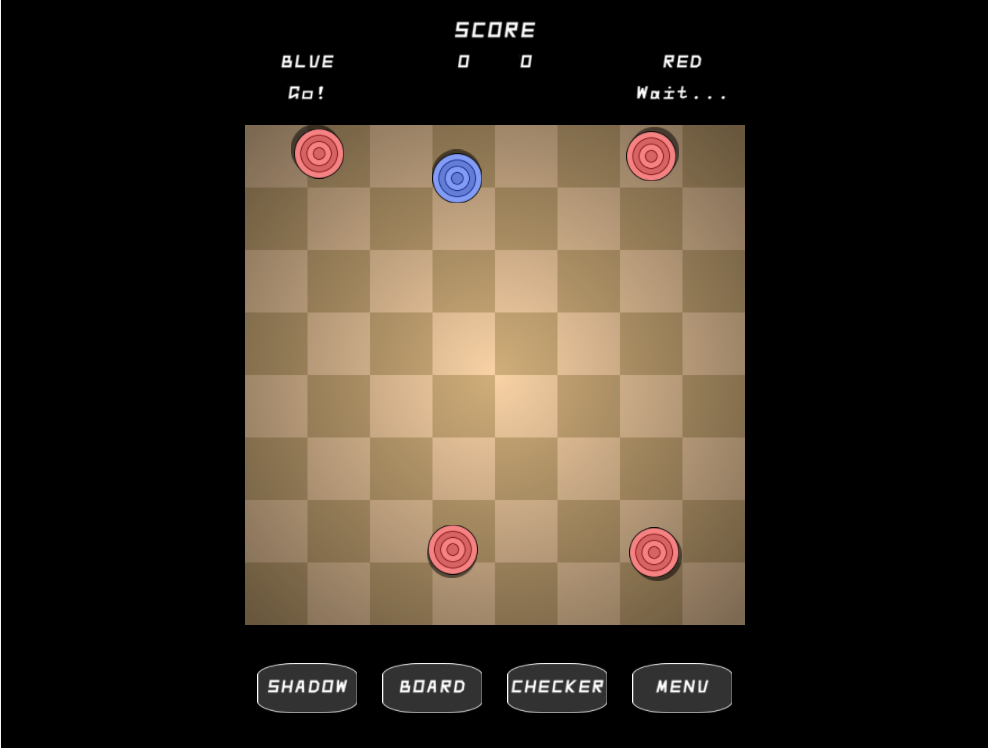 SCORE
BLUE 0 0 RED
Go! Wait...
SHADOW BOARD CHECKER MENU